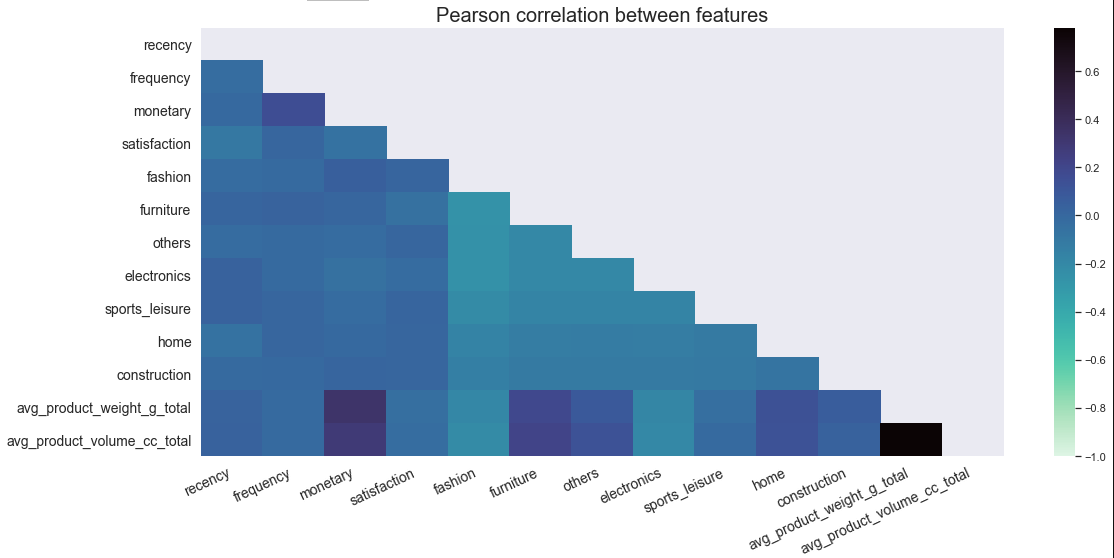 Pearson correlation between features
recency
frequency
monetary
satisfaction
fashion
furniture
others
electronics
sports_leisure
home
construction
avg_product_weight_g_total
avg_product_volume_cc_total
recency
frequency
monetary
satisfaction
fashion
furniture
others
electronics
sports_leisure
home
construction
avg_product_weight_g_total
avg_product_volume_cc_total
0.6
0.4
0.2
0.0
−0.2
−0.4
−0.6
−0.8
−1.0